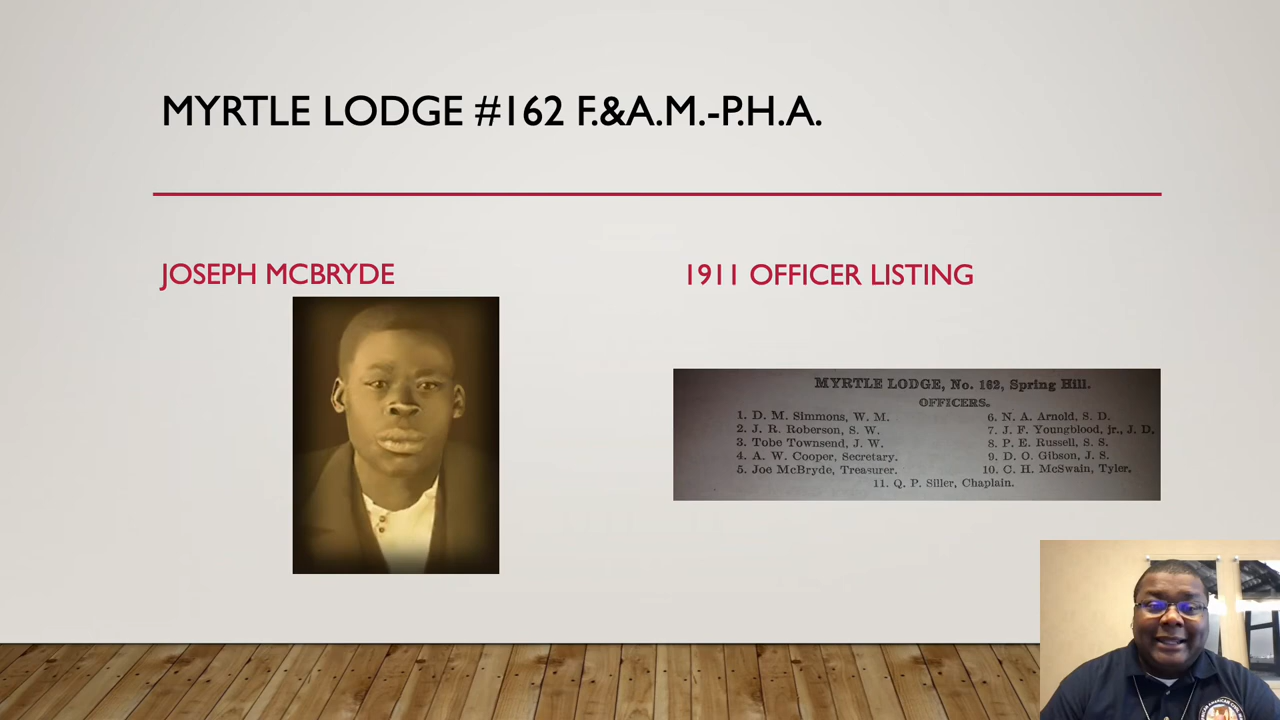 MYRTLE LODGE #162 F.&A.M.-P.H.A.
JOSEPH MCBRYDE
1911 OFFICER LISTING
MYRTLE LODGE, No. 162, Spring Hill.
OFFICERS.
1. D. M. Simmons, W. M.
2. J. R. Roberson, S. W.
3. Tobe Townsend, J. W.
4. A. W. Cooper, Secretary.
5. Joe McBryde, Treasurer.
6. N. A. Arnold, S. D.
7. J. F. Youngblood, jr., J. D.
8. P. E. Russell, S. S.
9. D. O. Gibson, J. S.
10. C. H. McSwain, Tyler,
11. Q. P. Siller, Chaplain.